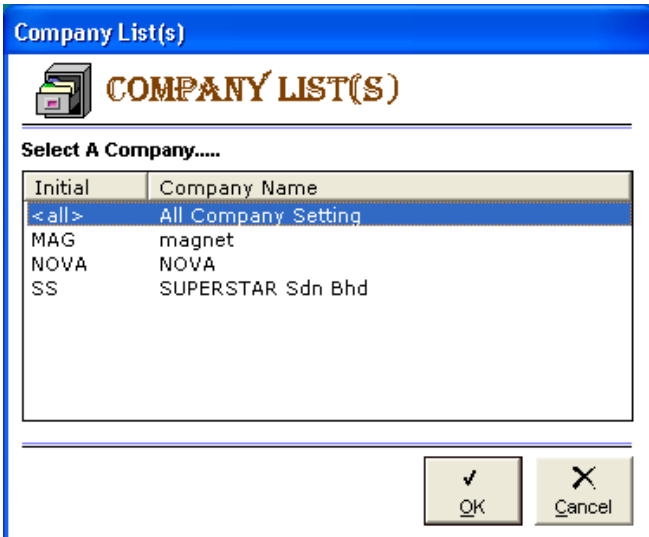 Company List(s)
COMPANY LIST(S)
Select A Company.....
Initial Company Name
<all> All Company Setting
MAG magnet
NOVA NOVA
SS SUPERSTAR Sdn Bhd
OK Cancel